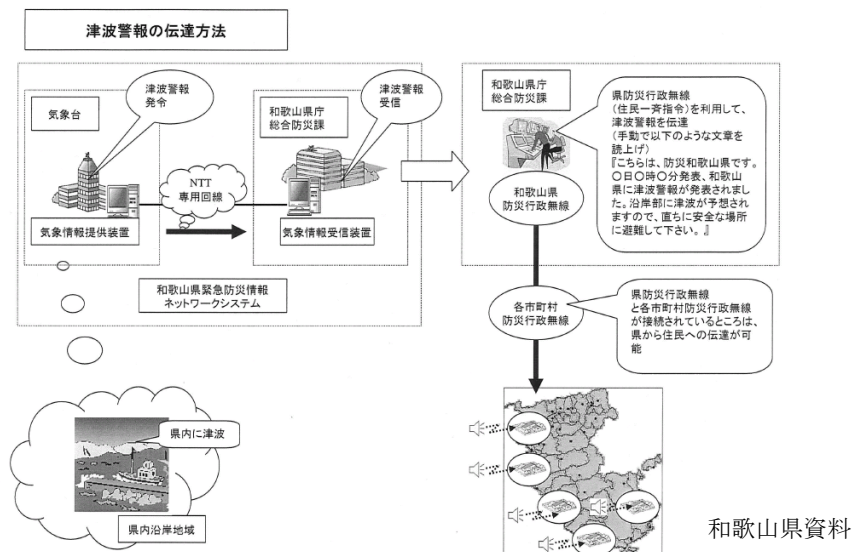 津波警報の伝達方法
気象台
津波警報
発令
和歌山県庁
総合防災課
津波警報
受信
NTT
専用回線
気象情報提供装置
気象情報受信装置
和歌山県緊急防災情報
ネットワークシステム
県内に津波
県内沿岸地域
和歌山県庁
総合防災課
県防災行政無線
(住民一斉指令)を利用して、
津波警報を伝達
(手動で以下のような文章を
読上げ)
『こちらは、防災和歌山県です。
〇日〇時〇分発表、和歌山
県に津波警報が発表されまし
た。沿岸部に津波が予想され
ますので、直ちに安全な場所
に避難して下さい。』
和歌山県
防災行政無線
各市町村
防災行政無線
県防災行政無線
と各市町村防災行政無線
が接続されているところは、
県から住民への伝達が可
能
和歌山県資料